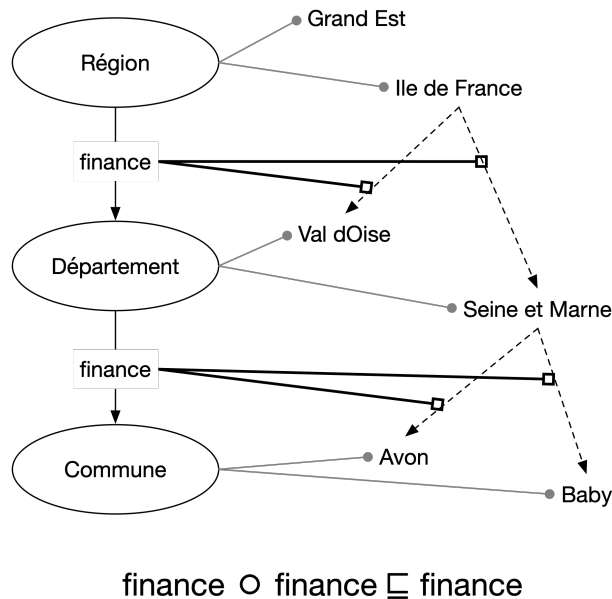 Grand Est
Région
Ile de France
finance
Val dOise
Département
Seine et Marne
finance
Avon
Commune
Baby
finance o finance ⊑ finance